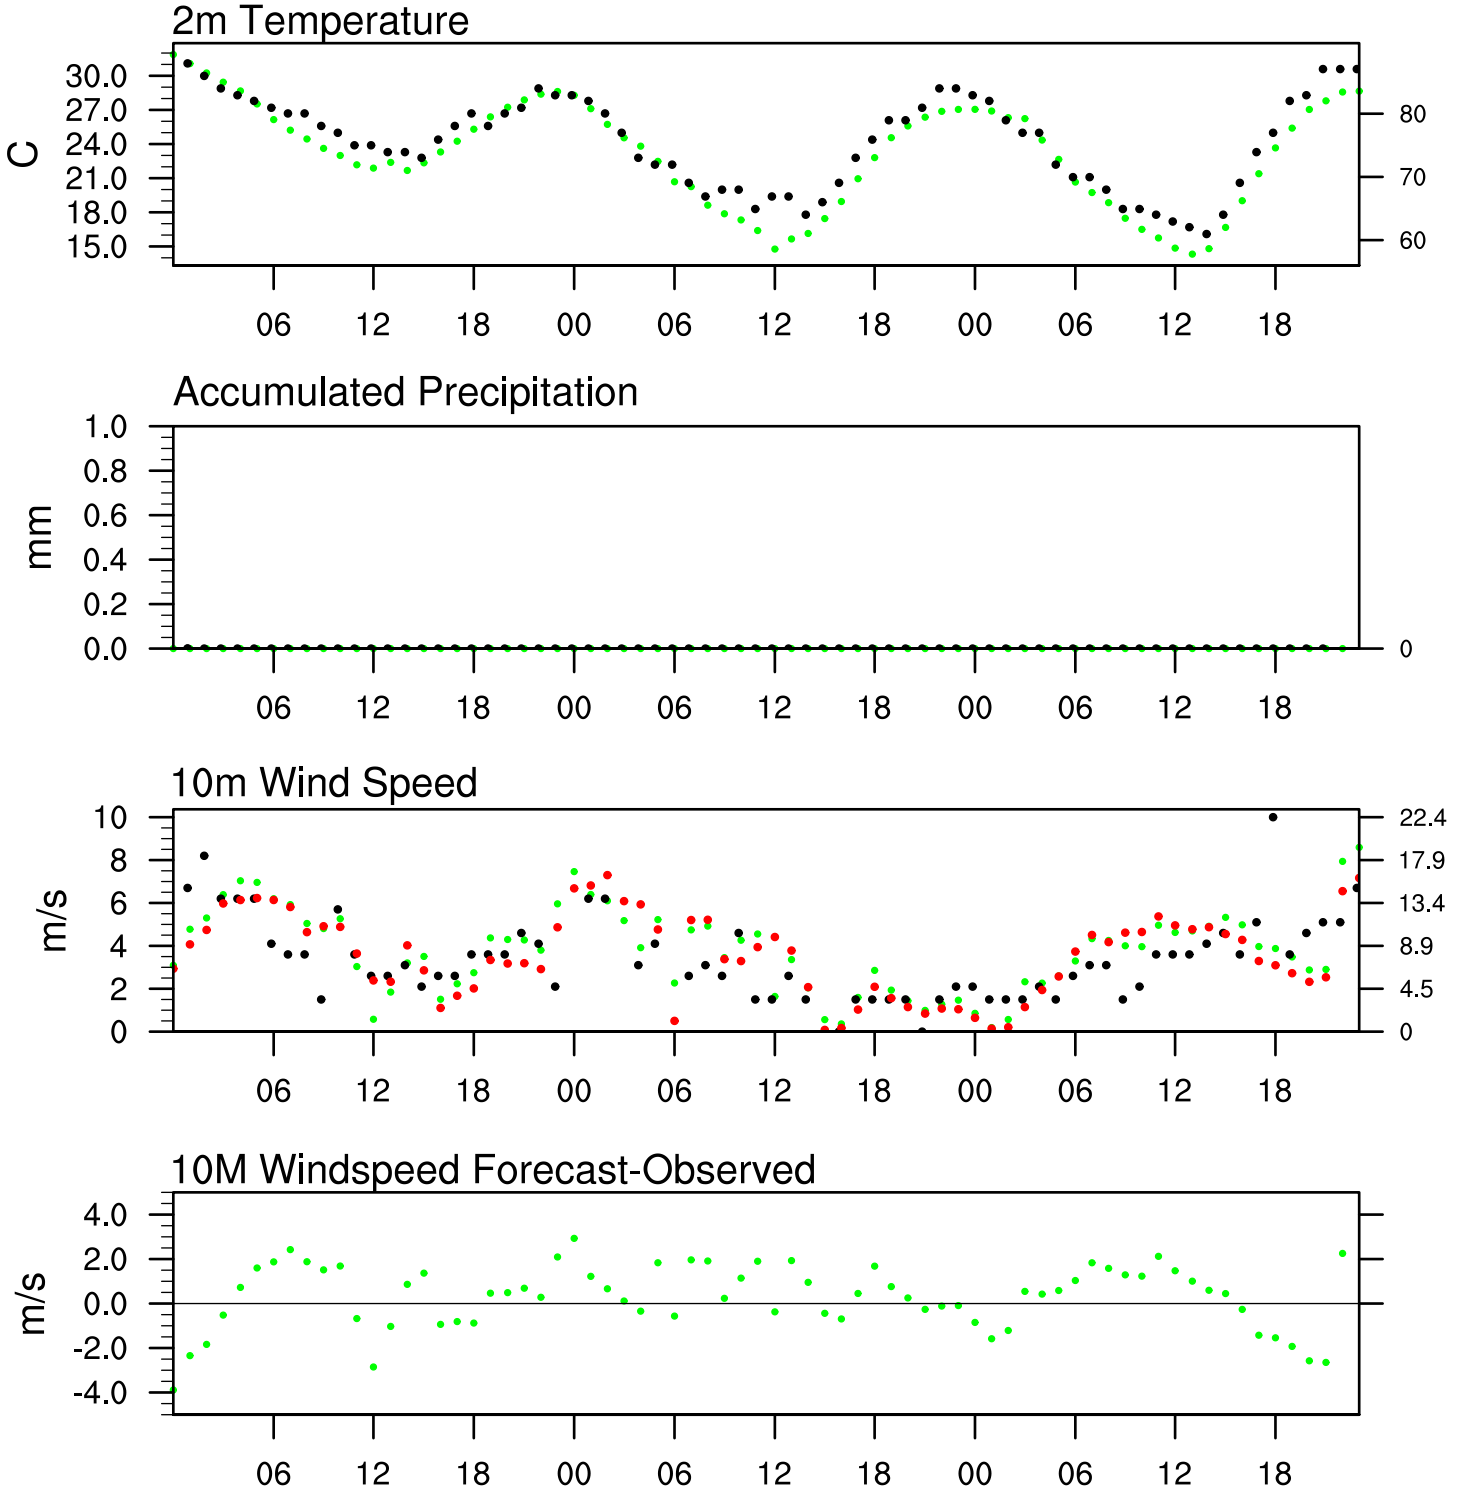 2m Temperature
C
30.0
27.0
24.0
21.0
18.0
15.0
80
70
60
06 12 18 00 06 12 18 00 06 12 18
Accumulated Precipitation
mm
1.0
0.8
0.6
0.4
0.2
0.0
0
06 12 18 00 06 12 18 00 06 12 18
10m Wind Speed
m/s
10
8
6
4
2
0
22.4
17.9
13.4
8.9
4.5
0
06 12 18 00 06 12 18 00 06 12 18
10M Windspeed Forecast-Observed
m/s
4.0
2.0
0.0
-2.0
-4.0
06 12 18 00 06 12 18 00 06 12 18